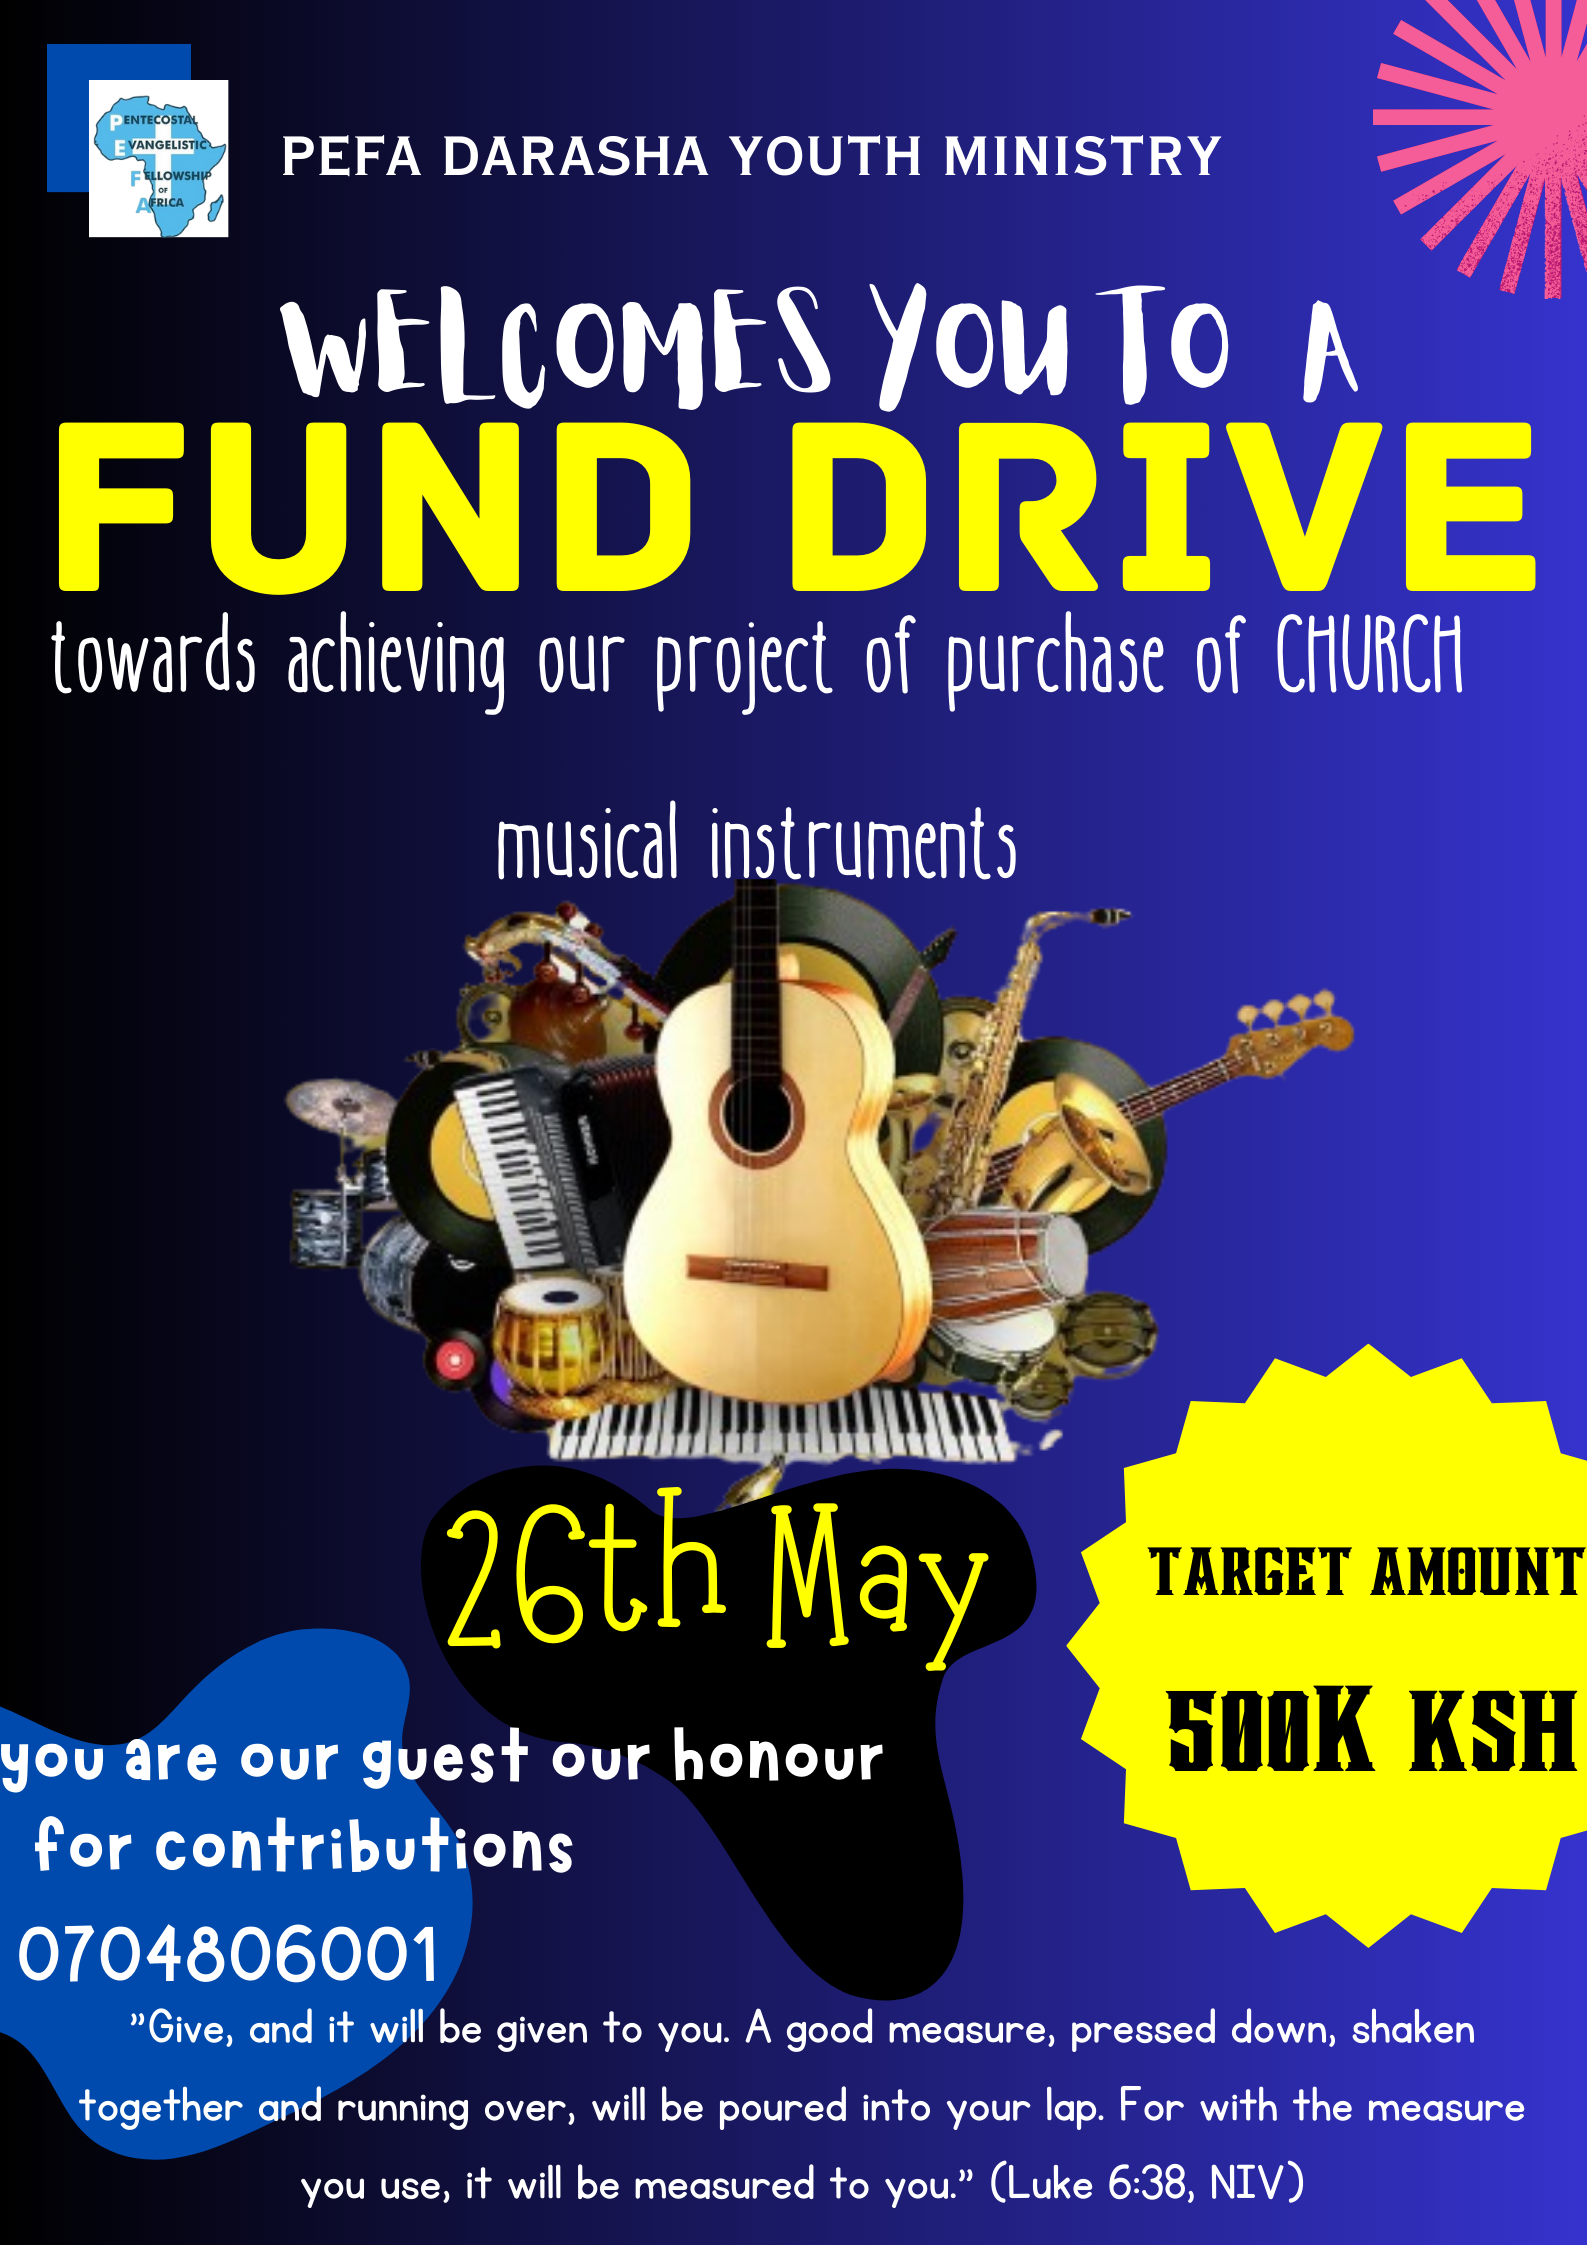 PENTECOSTAL
EVANGELISTIC
FELLOWSHIP
OF
AFRICA
PEFA DARASHA YOUTH MINISTRY
WELCOMES YOU TO A
FUND DRIVE
towards achieving our project of purchase of CHURCH
musical instruments
26th May
TARGET AMOUNT
500K KSH
you are our guest our honour
for contributions
0704806001
"Give, and it will be given to you. A good measure, pressed down, shaken
together and running over, will be poured into your lap. For with the measure
you use, it will be measured to you." (Luke 6:38, NIV)